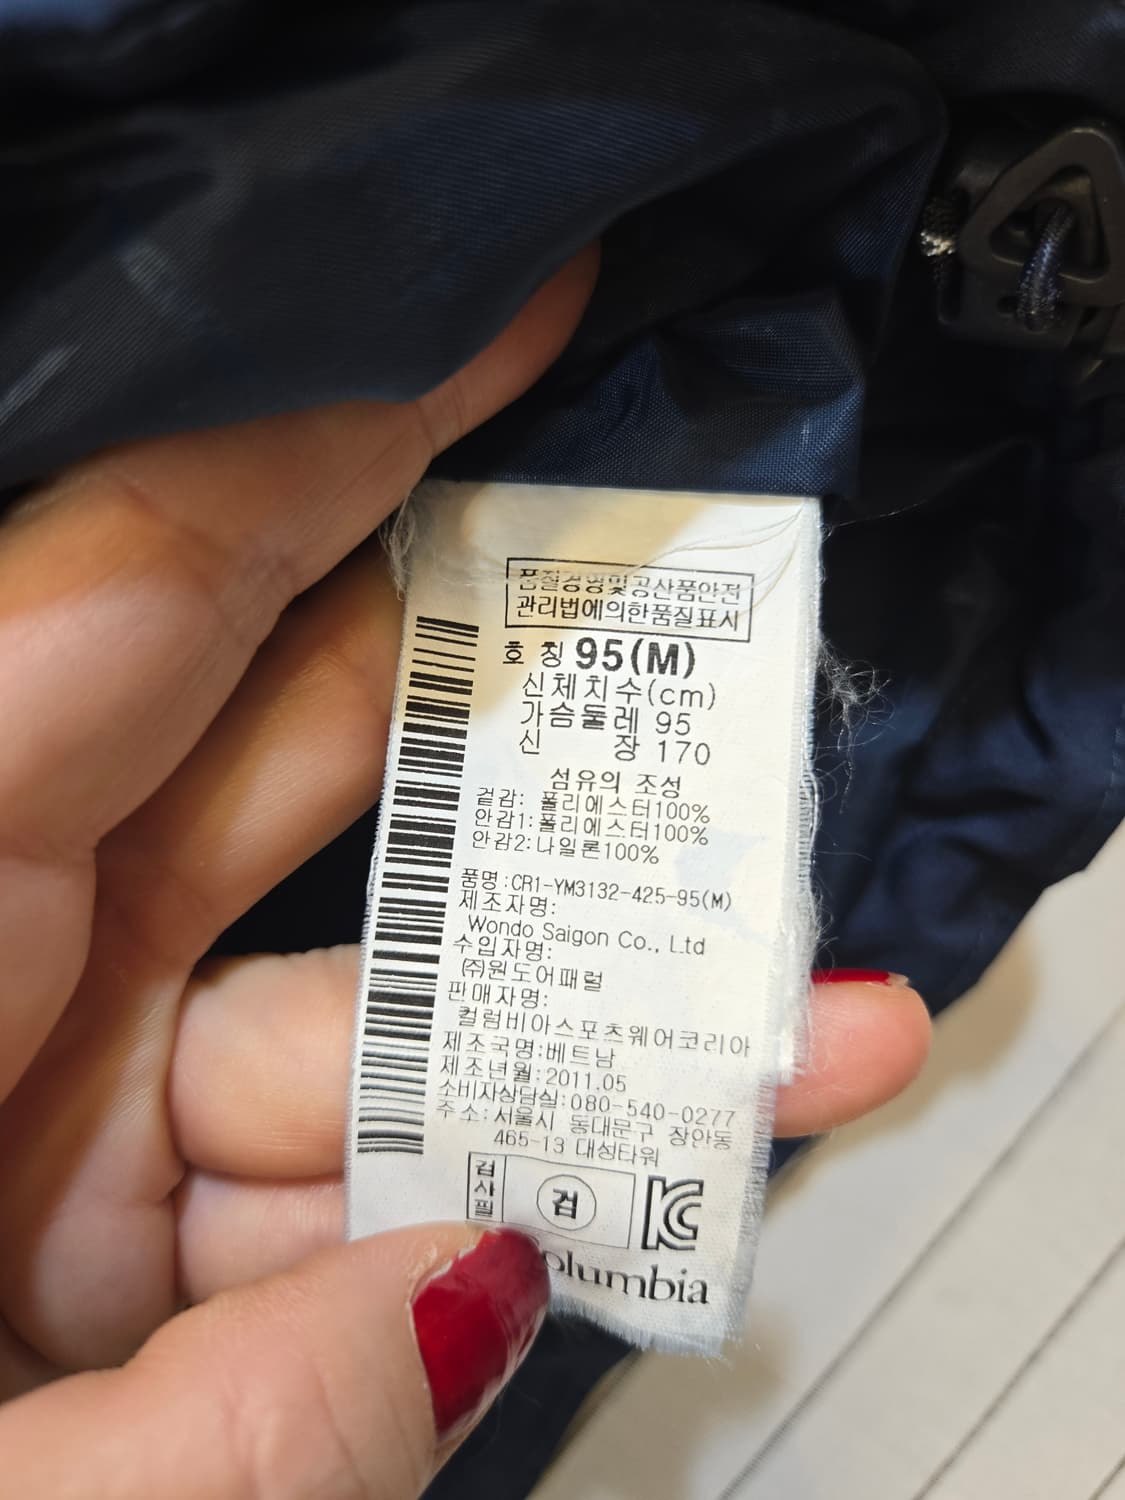 품질경영및공산품안전
관리법에의한품질표시
호 칭 95(M)
신체치수(cm)
가슴둘레 95
신 장 170
섬유의 조성
겉감: 폴리에스터100%
안감1:폴리에스터100%
안감2:나일론100%
품명:CR1-YM3132-425-95(M)
제조자명:
Wondo Saigon Co., Ltd
수입자명:
㈜원도어패럴
판매자명:
컬럼비아스포츠웨어코리아
제조국명:베트남
제조년월:2011.05
소비자상담실:080-540-0277
주소:서울시 동대문구 장안동
465-13 대성타워
검사필
검
KC
olumbia